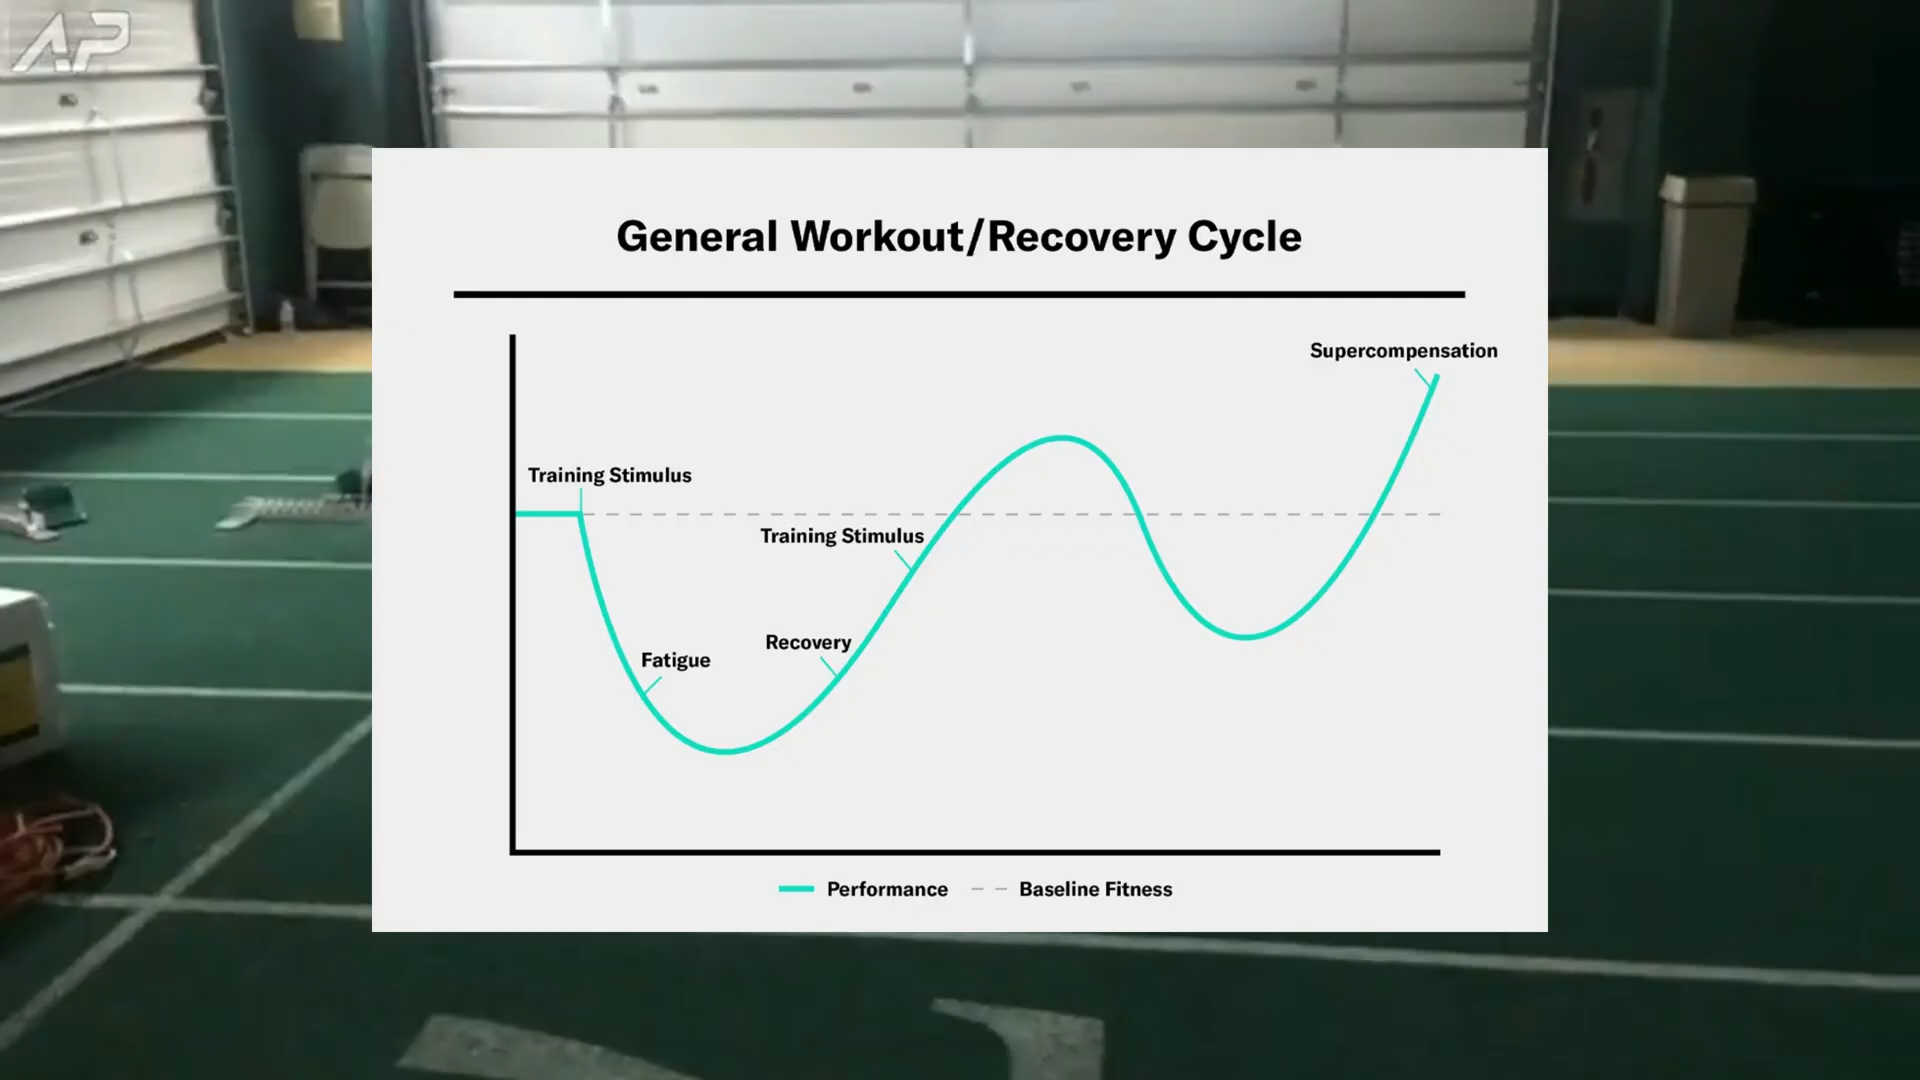 AP
General Workout/Recovery Cycle
Supercompensation
Training Stimulus
Training Stimulus
Recovery
Fatigue
Performance
Baseline Fitness